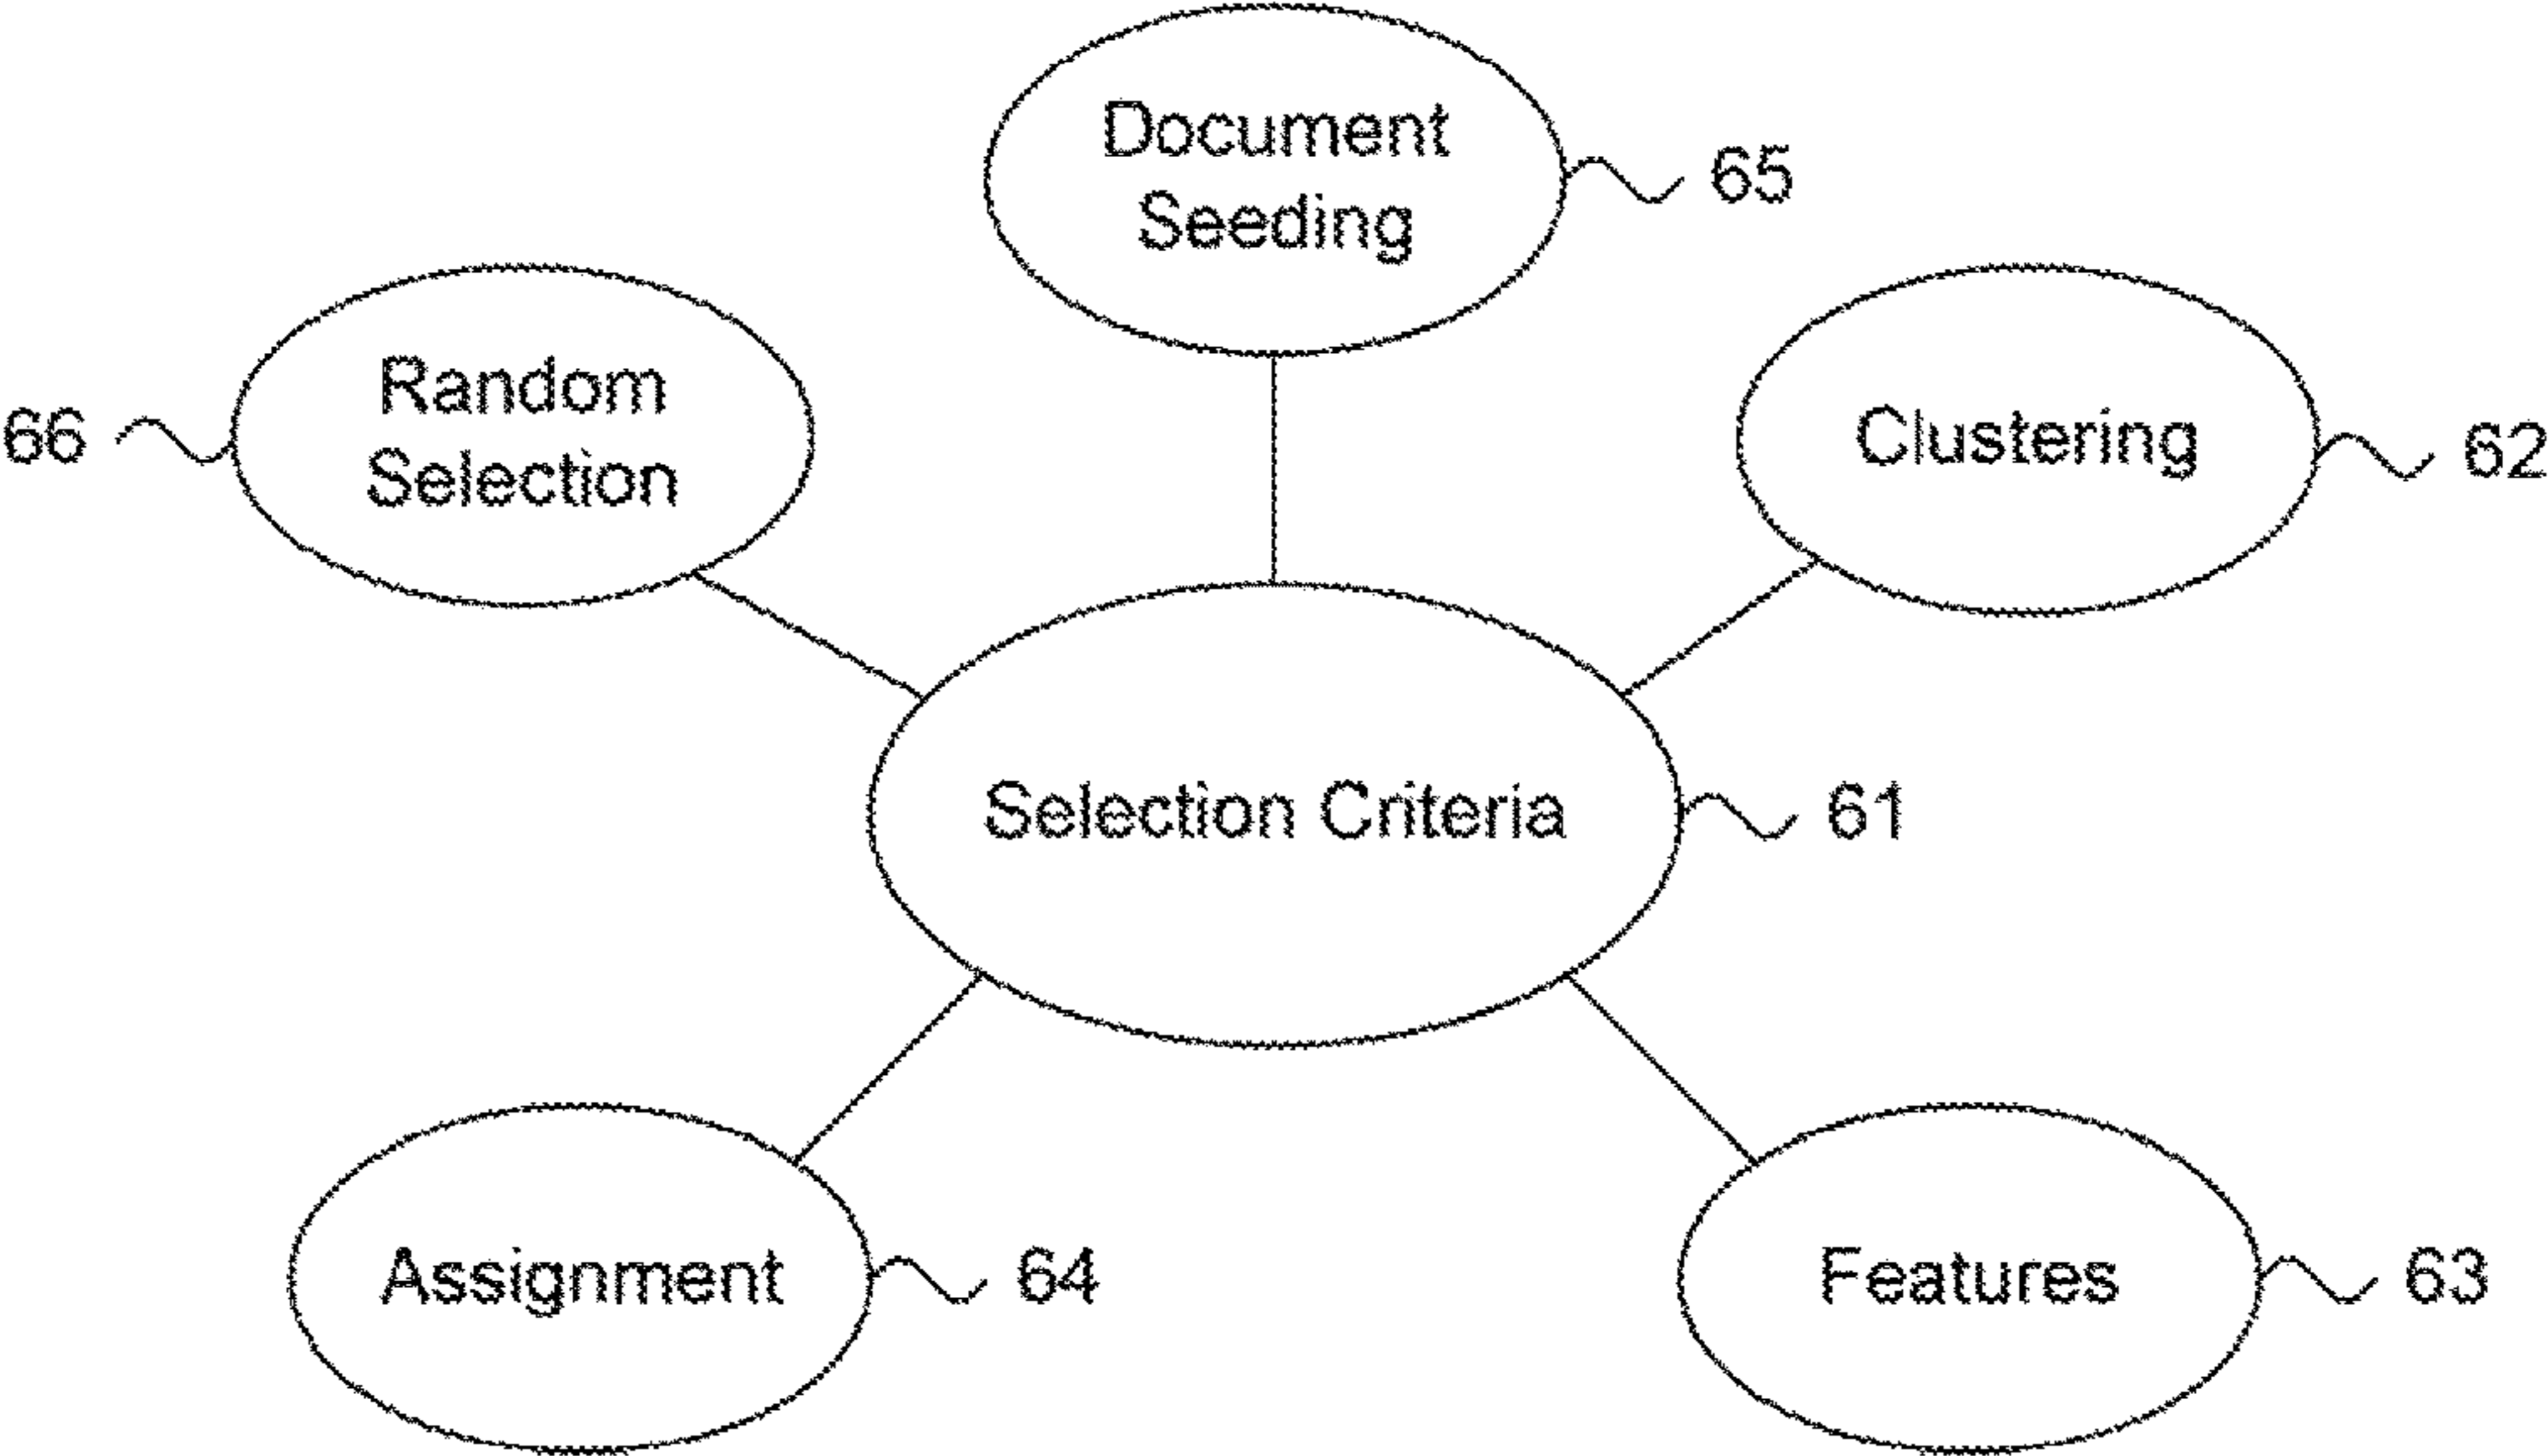 Document
Seeding
65
Random
Selection
66
Clustering
62
Selection Criteria
61
Assignment
64
Features
63